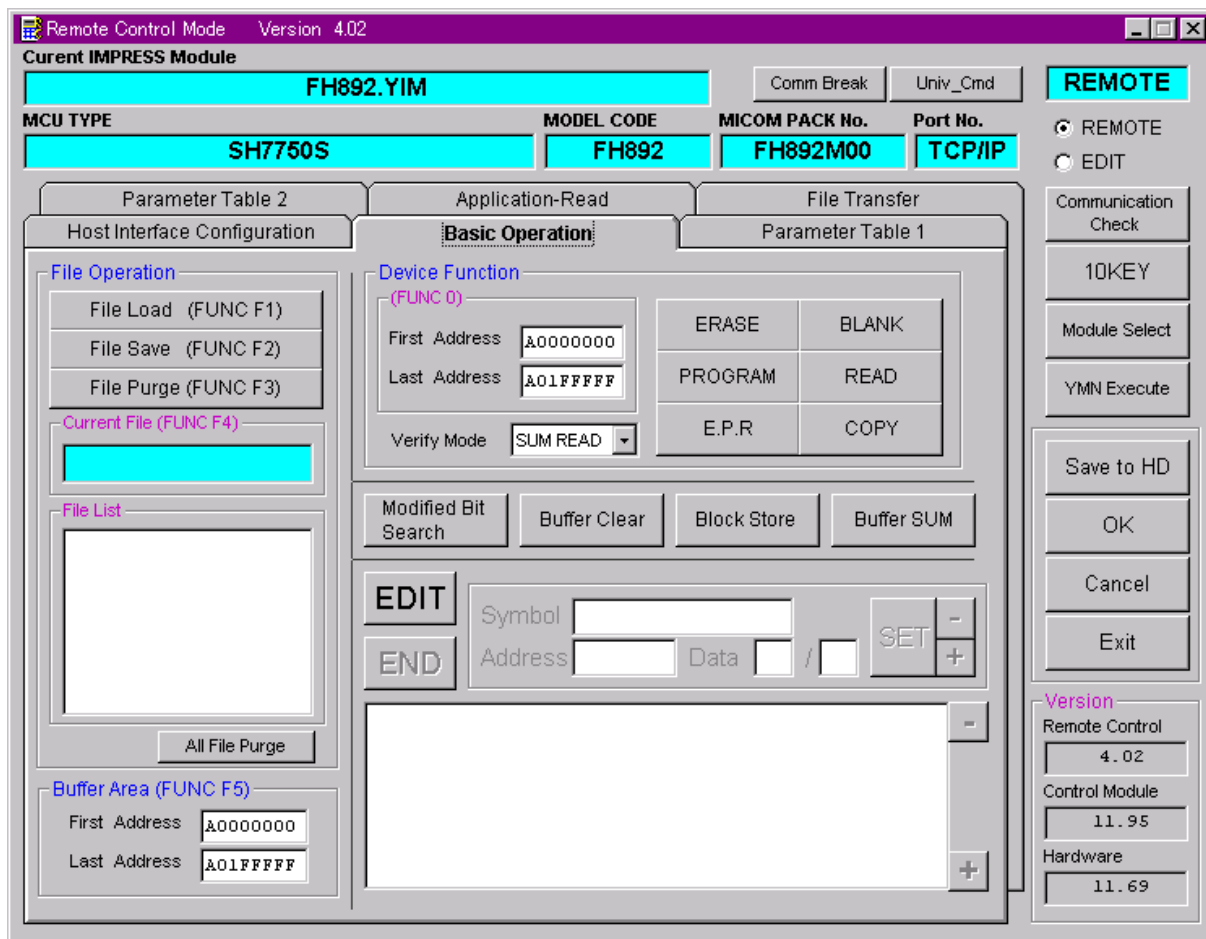 Remote Control Mode Version 4.02
Curent IMPRESS Module
FH892.YIM
Comm Break
Univ_Cmd
REMOTE
MCU TYPE
MODEL CODE
MICOM PACK No.
Port No.
SH7750S
FH892
FH892M00
TCP/IP
REMOTE
EDIT
Parameter Table 2
Application-Read
File Transfer
Host Interface Configuration
Basic Operation
Parameter Table 1
File Operation
File Load (FUNC F1)
File Save (FUNC F2)
File Purge (FUNC F3)
Current File (FUNC F4)
File List
All File Purge
Buffer Area (FUNC F5)
First Address A0000000
Last Address A01FFFFF
Device Function
(FUNC 0)
First Address A0000000
Last Address A01FFFFF
Verify Mode SUM READ
ERASE
BLANK
PROGRAM
READ
E.P.R
COPY
Modified Bit
Search
Buffer Clear
Block Store
Buffer SUM
EDIT
END
Symbol
Address
Data /
SET
-
+
-
+
Communication
Check
10KEY
Module Select
YMN Execute
Save to HD
OK
Cancel
Exit
Version
Remote Control
4.02
Control Module
11.95
Hardware
11.69